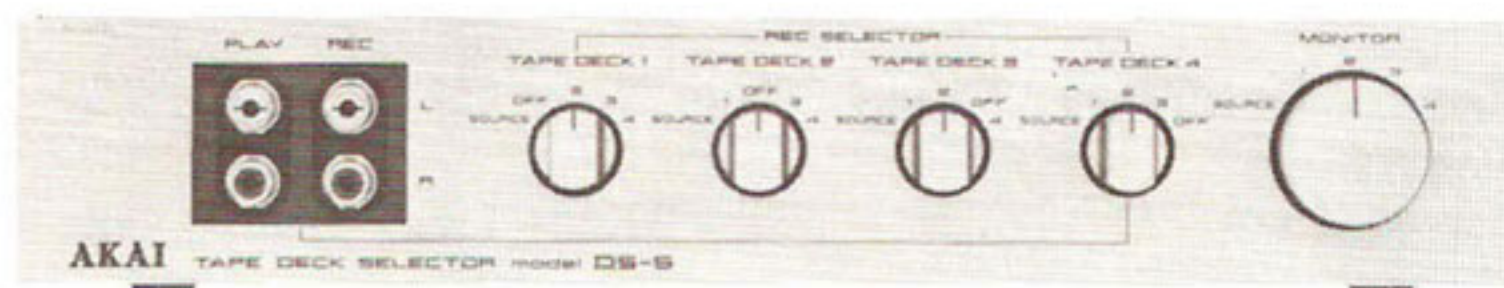 PLAY REC
REC SELECTOR
MONITOR
TAPE DECK 1 TAPE DECK 2 TAPE DECK 3 TAPE DECK 4
SOURCE OFF 2 3 4
SOURCE 1 OFF 3 4
SOURCE 1 2 OFF 4
SOURCE 1 2 3 OFF
SOURCE 1 2 3 4
L
R
AKAI TAPE DECK SELECTOR model DS-5